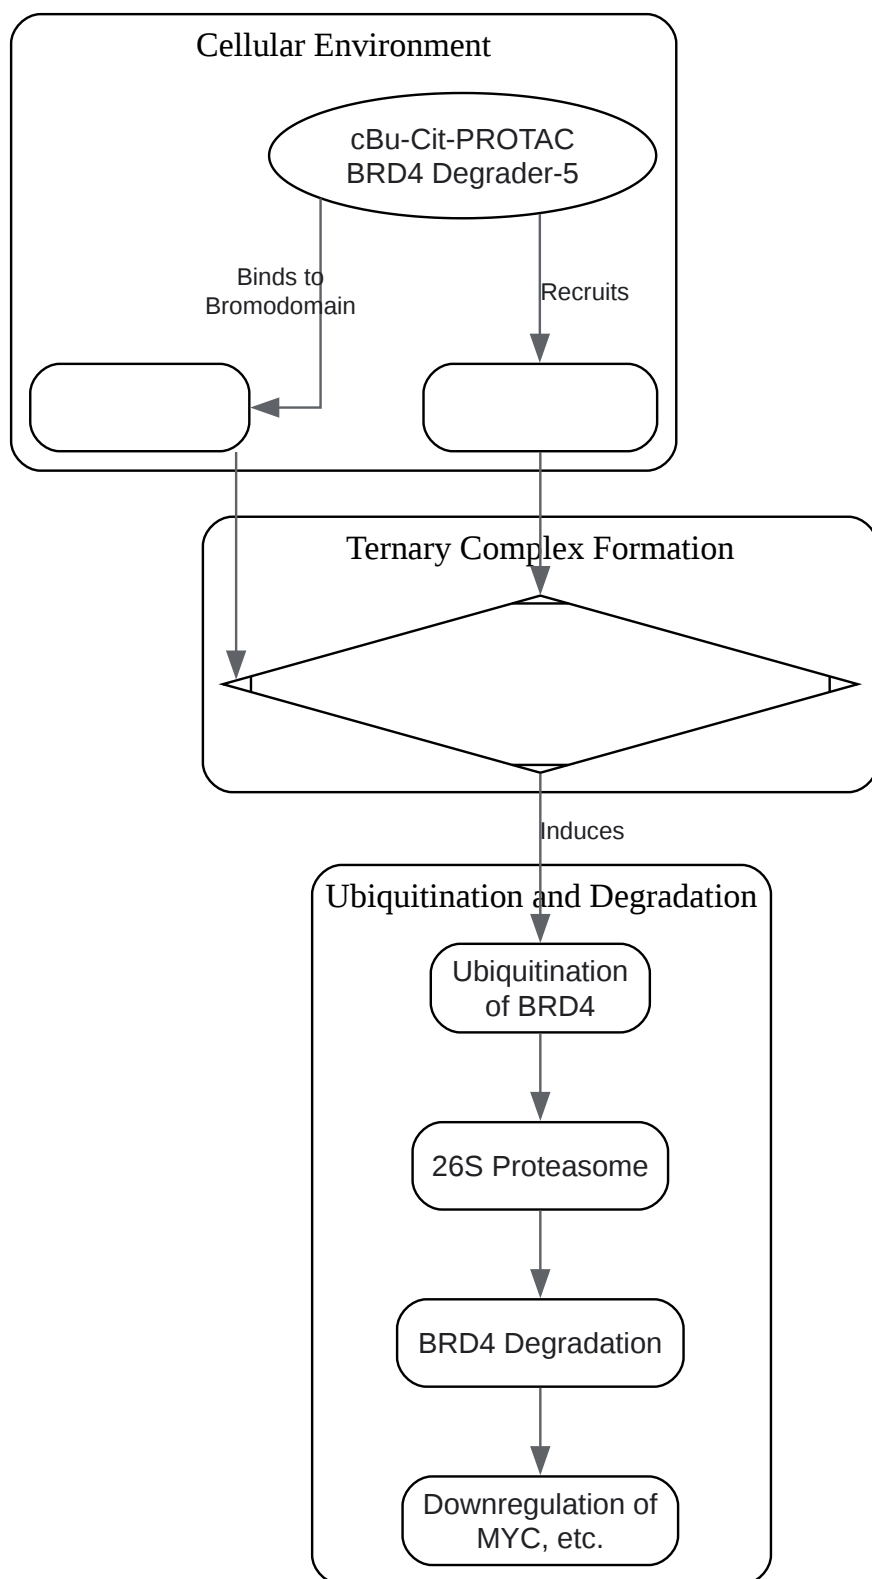 Cellular Environment
cBu-Cit-PROTAC
BRD4 Degrader-5
Binds to
Bromodomain
Recruits
Ternary Complex Formation
Induces
Ubiquitination and Degradation
Ubiquitination
of BRD4
26S Proteasome
BRD4 Degradation
Downregulation of
MYC, etc.